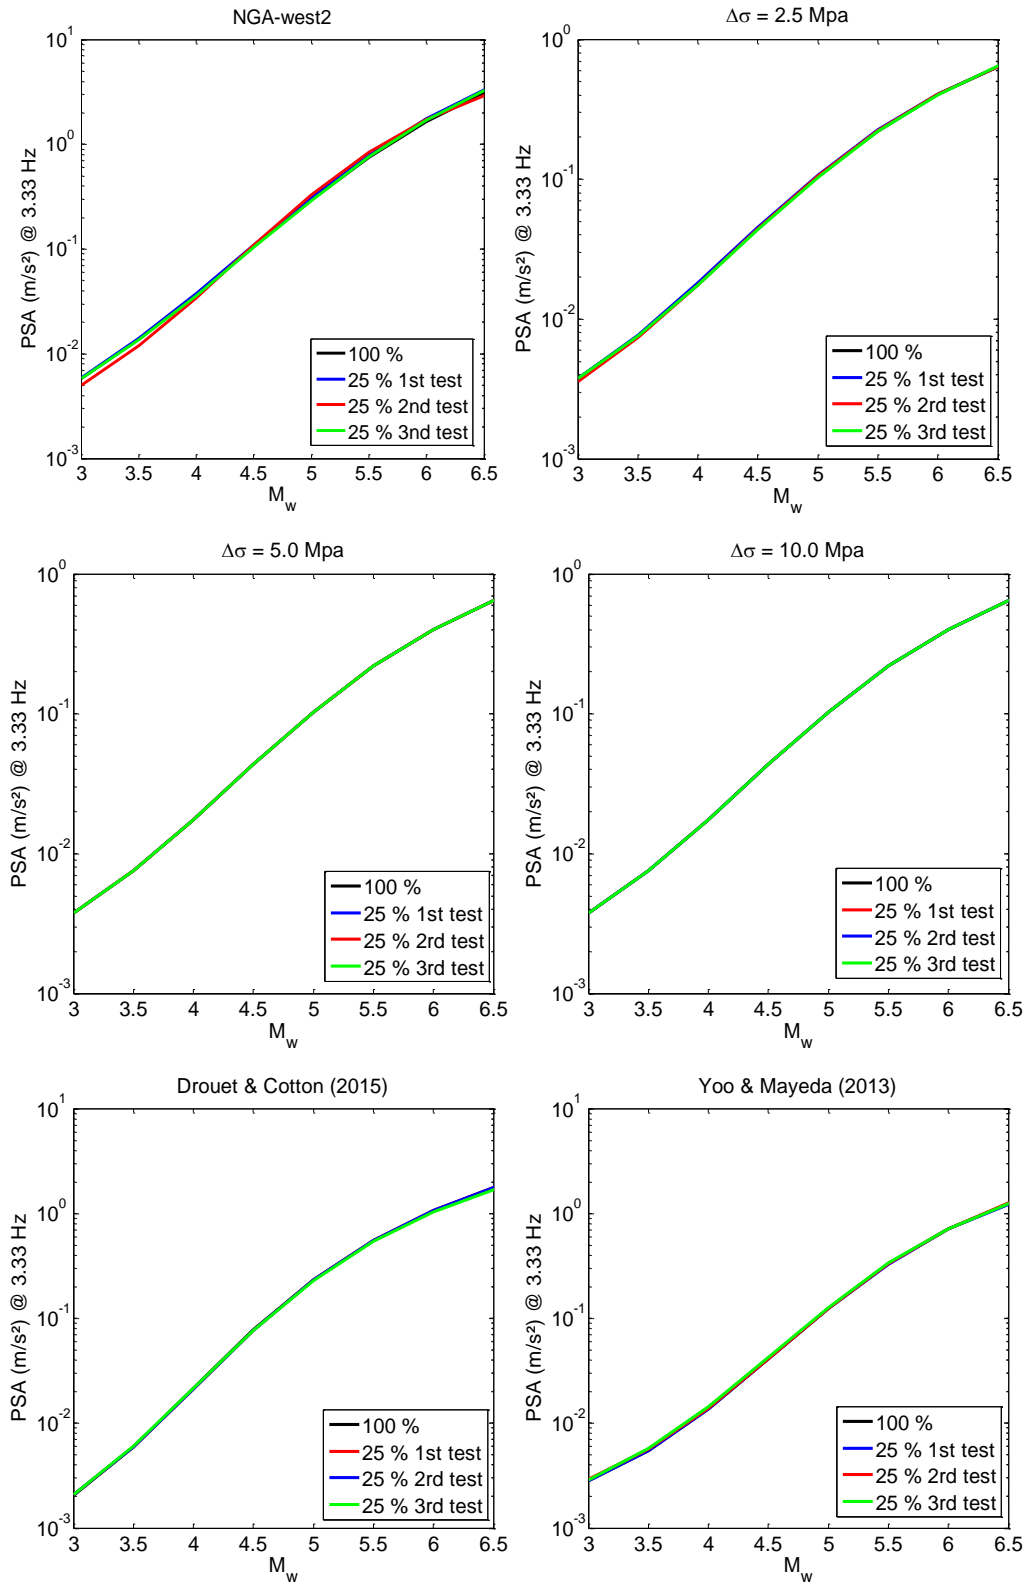 NGA-west2
10^1
10^0
10^-1
10^-2
10^-3
PSA (m/s²) @ 3.33 Hz
100 %
25 % 1st test
25 % 2nd test
25 % 3nd test
3 3.5 4 4.5 5 5.5 6 6.5
M_w
Δσ = 2.5 Mpa
10^0
10^-1
10^-2
10^-3
PSA (m/s²) @ 3.33 Hz
100 %
25 % 1st test
25 % 2rd test
25 % 3rd test
3 3.5 4 4.5 5 5.5 6 6.5
M_w
Δσ = 5.0 Mpa
10^0
10^-1
10^-2
10^-3
PSA (m/s²) @ 3.33 Hz
100 %
25 % 1st test
25 % 2rd test
25 % 3rd test
3 3.5 4 4.5 5 5.5 6 6.5
M_w
Δσ = 10.0 Mpa
10^0
10^-1
10^-2
10^-3
PSA (m/s²) @ 3.33 Hz
100 %
25 % 1st test
25 % 2rd test
25 % 3rd test
3 3.5 4 4.5 5 5.5 6 6.5
M_w
Drouet & Cotton (2015)
10^1
10^0
10^-1
10^-2
10^-3
PSA (m/s²) @ 3.33 Hz
100 %
25 % 1st test
25 % 2rd test
25 % 3rd test
3 3.5 4 4.5 5 5.5 6 6.5
M_w
Yoo & Mayeda (2013)
10^1
10^0
10^-1
10^-2
10^-3
PSA (m/s²) @ 3.33 Hz
100 %
25 % 1st test
25 % 2rd test
25 % 3rd test
3 3.5 4 4.5 5 5.5 6 6.5
M_w